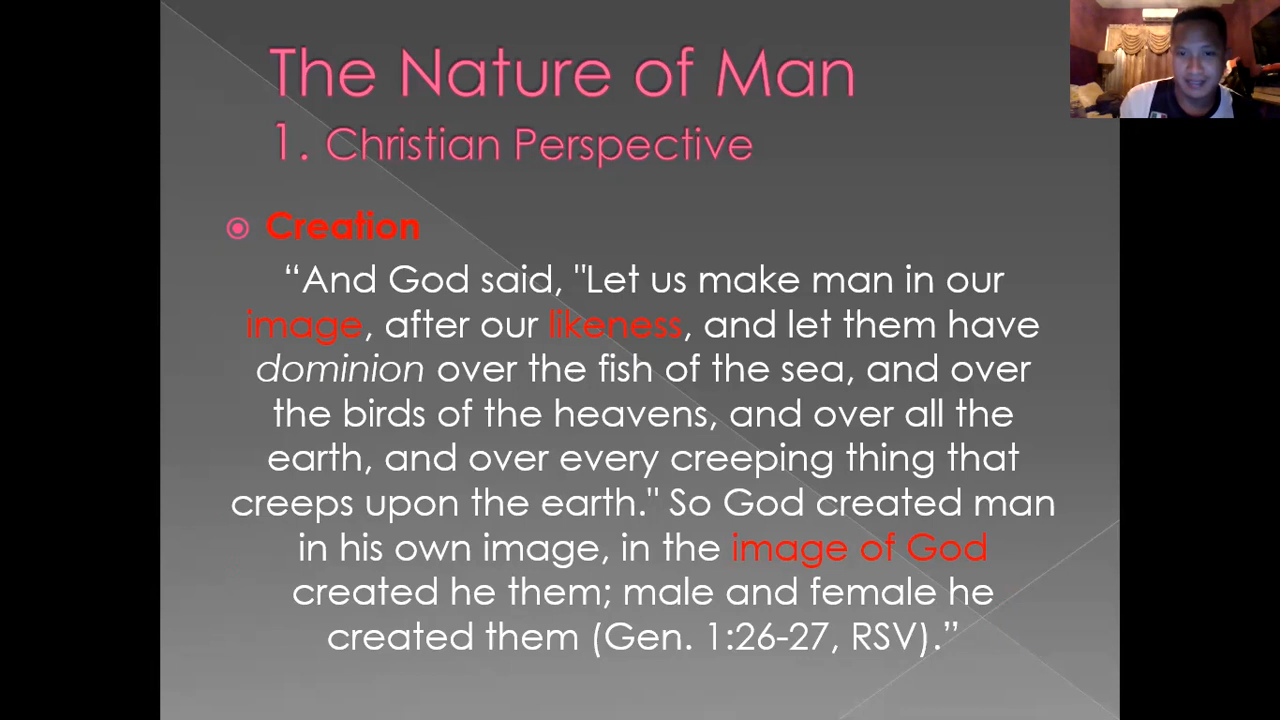 The Nature of Man
1. Christian Perspective
Creation
“And God said, "Let us make man in our
image, after our likeness, and let them have
dominion over the fish of the sea, and over
the birds of the heavens, and over all the
earth, and over every creeping thing that
creeps upon the earth." So God created man
in his own image, in the image of God
created he them; male and female he
created them (Gen. 1:26-27, RSV).”